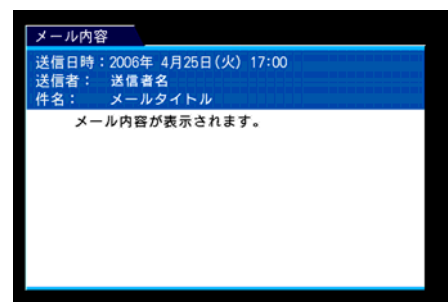 メール内容
送信日時：2006年 4月25日(火) 17:00
送信者： 送信者名
件名： メールタイトル
メール内容が表示されます。